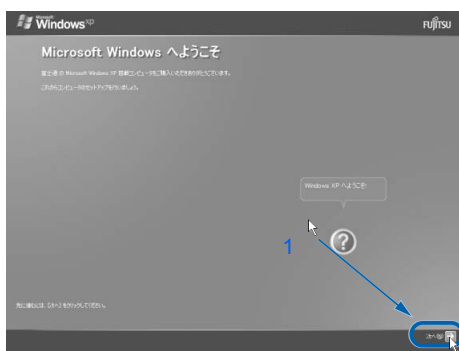 Microsoft
Windows xp
FUJITSU
Microsoft Windows へようこそ
富士通の Microsoft Windows XP 搭載コンピュータをご購入いただきありがとうございます。
これからコンピュータのセットアップを行いましょう。
Windows XP へようこそ!
1
先に進むには、[次へ] をクリックしてください。
次へ(N)